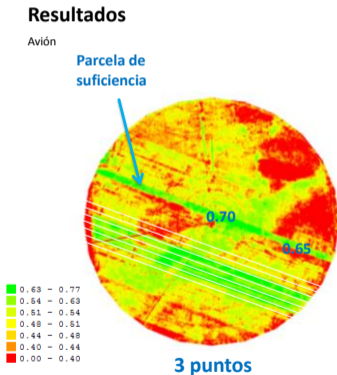 Resultados
Avión
Parcela de
suficiencia
0.70
0.65
0.63 - 0.77
0.54 - 0.63
0.51 - 0.54
0.48 - 0.51
0.44 - 0.48
0.40 - 0.44
0.00 - 0.40
3 puntos